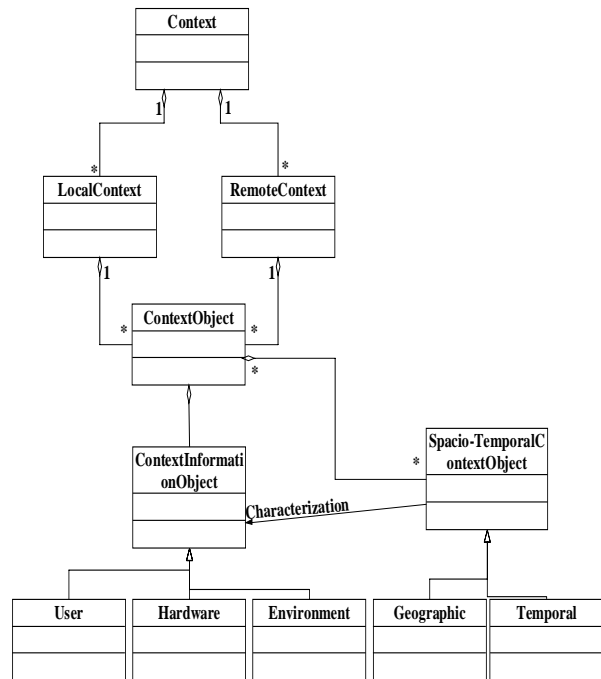 Context
1
1
*
*
LocalContext
RemoteContext
1
1
*
ContextObject
*
*
ContextInformati
onObject
Spacio-TemporalC
ontextObject
*
Characterization
User
Hardware
Environment
Geographic
Temporal